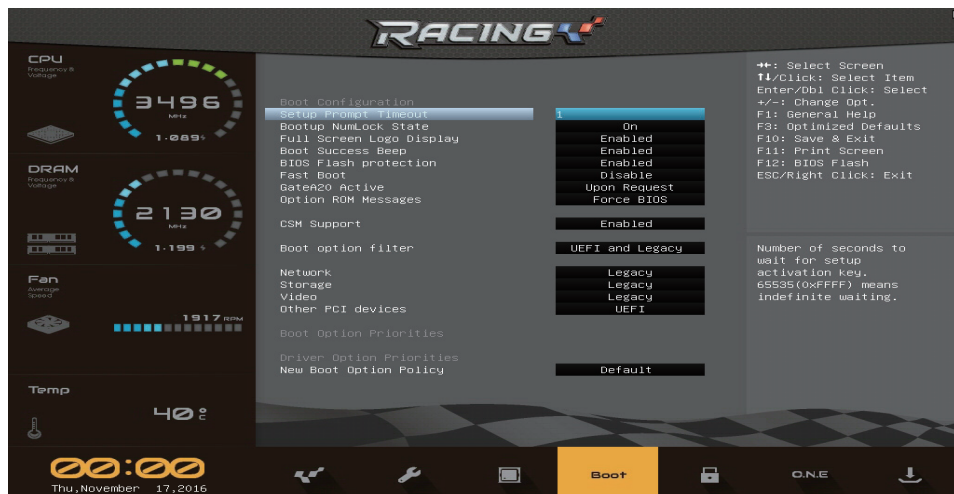 RACING
CPU
Frequency &
Voltage
3496
MHz
1.089
DRAM
Frequency &
Voltage
2130
MHz
1.199
Fan
Average
Speed
1917 RPM
Temp
40 °C
00:00
Thu,November 17,2016
Boot Configuration
Setup Prompt Timeout 1
Bootup NumLock State On
Full Screen Logo Display Enabled
Boot Success Beep Enabled
BIOS Flash protection Enabled
Fast Boot Disable
GateA20 Active Upon Request
Option ROM Messages Force BIOS
CSM Support Enabled
Boot option filter UEFI and Legacy
Network Legacy
Storage Legacy
Video Legacy
Other PCI devices UEFI
Boot Option Priorities
Driver Option Priorities
New Boot Option Policy Default
→←: Select Screen
↑↓/Click: Select Item
Enter/Dbl Click: Select
+/-: Change Opt.
F1: General Help
F3: Optimized Defaults
F10: Save & Exit
F11: Print Screen
F12: BIOS Flash
ESC/Right Click: Exit
Number of seconds to
wait for setup
activation key.
65535(0xFFFF) means
indefinite waiting.
Boot
O.N.E